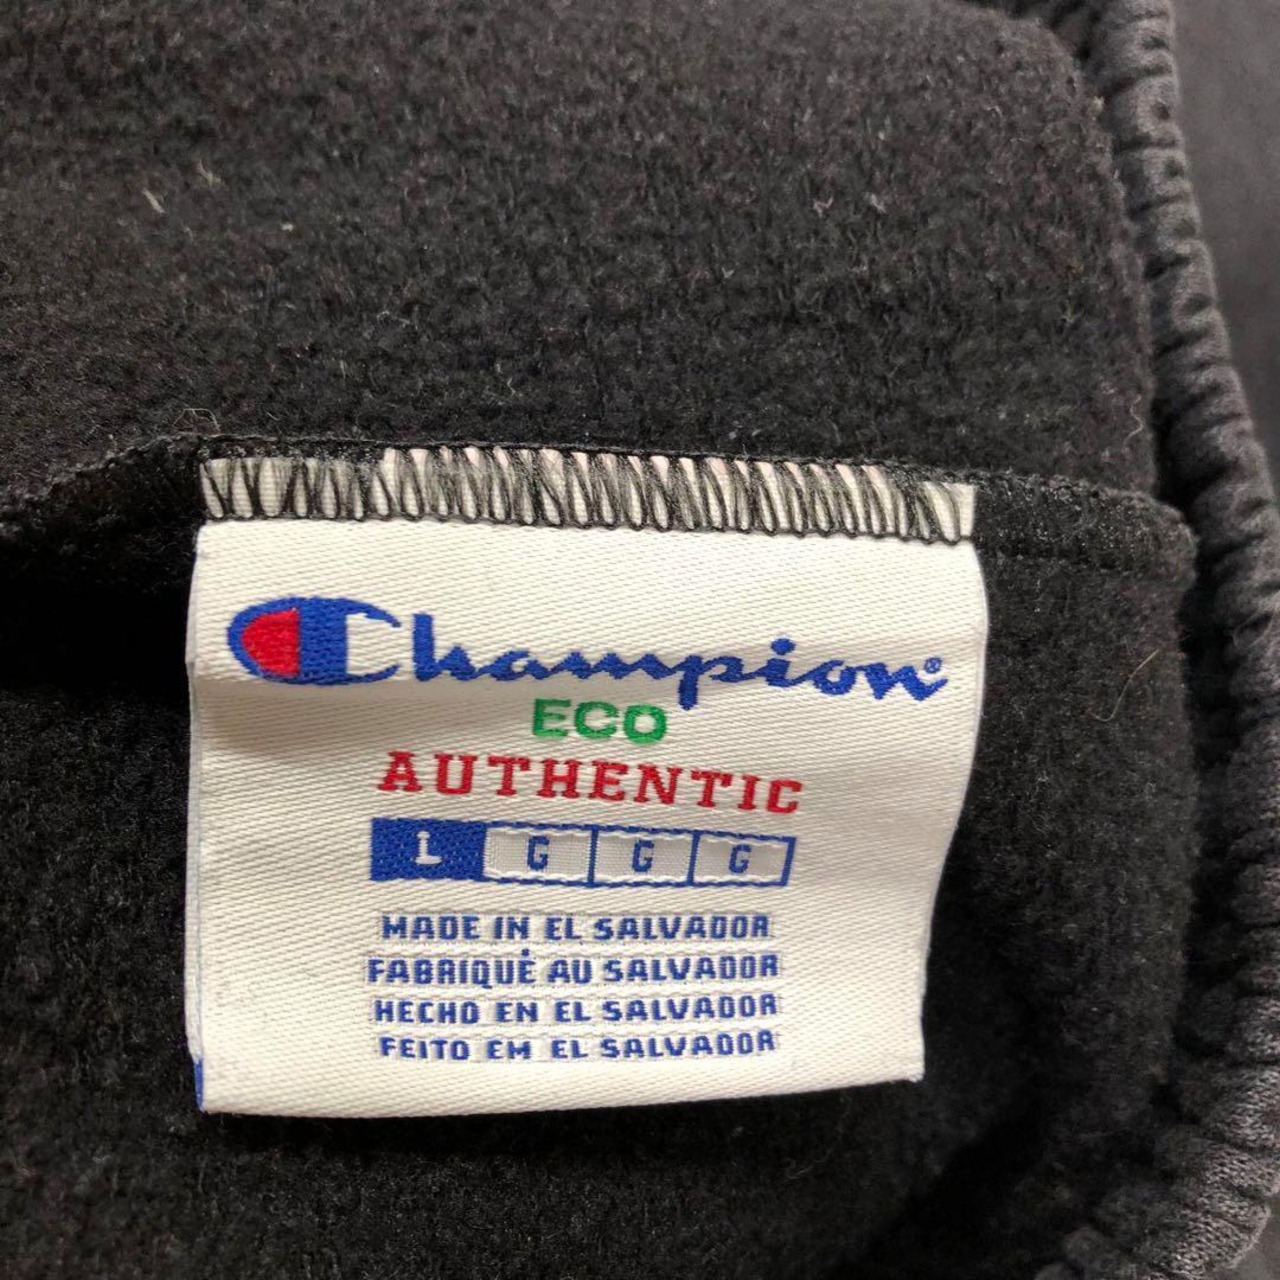 Champion®
ECO
AUTHENTIC
L G G G
MADE IN EL SALVADOR
FABRIQUÉ AU SALVADOR
HECHO EN EL SALVADOR
FEITO EM EL SALVADOR